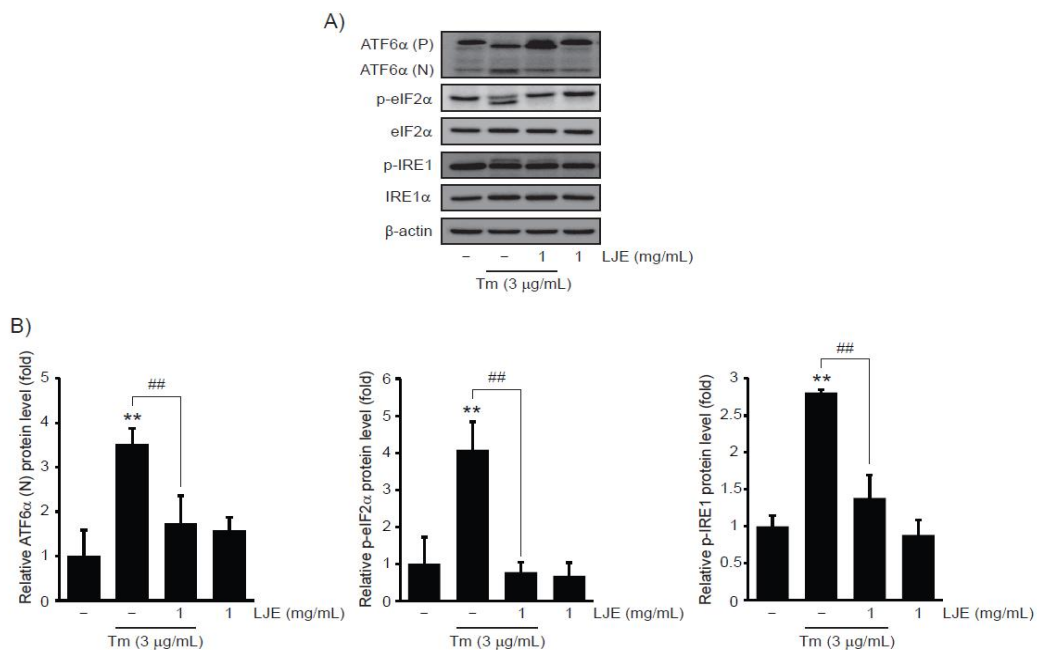 A)
ATF6α (P)
ATF6α (N)
p-eIF2α
eIF2α
p-IRE1
IRE1α
β-actin
– – 1 1 LJE (mg/mL)
Tm (3 μg/mL)
B)
Relative ATF6α (N) protein level (fold)
5
4
3
2
1
0
**
##
– – 1 1 LJE (mg/mL)
Tm (3 μg/mL)
Relative p-eIF2α protein level (fold)
6
5
4
3
2
1
0
**
##
– – 1 1 LJE (mg/mL)
Tm (3 μg/mL)
Relative p-IRE1 protein level (fold)
3
2.5
2
1.5
1
0.5
0
**
##
– – 1 1 LJE (mg/mL)
Tm (3 μg/mL)